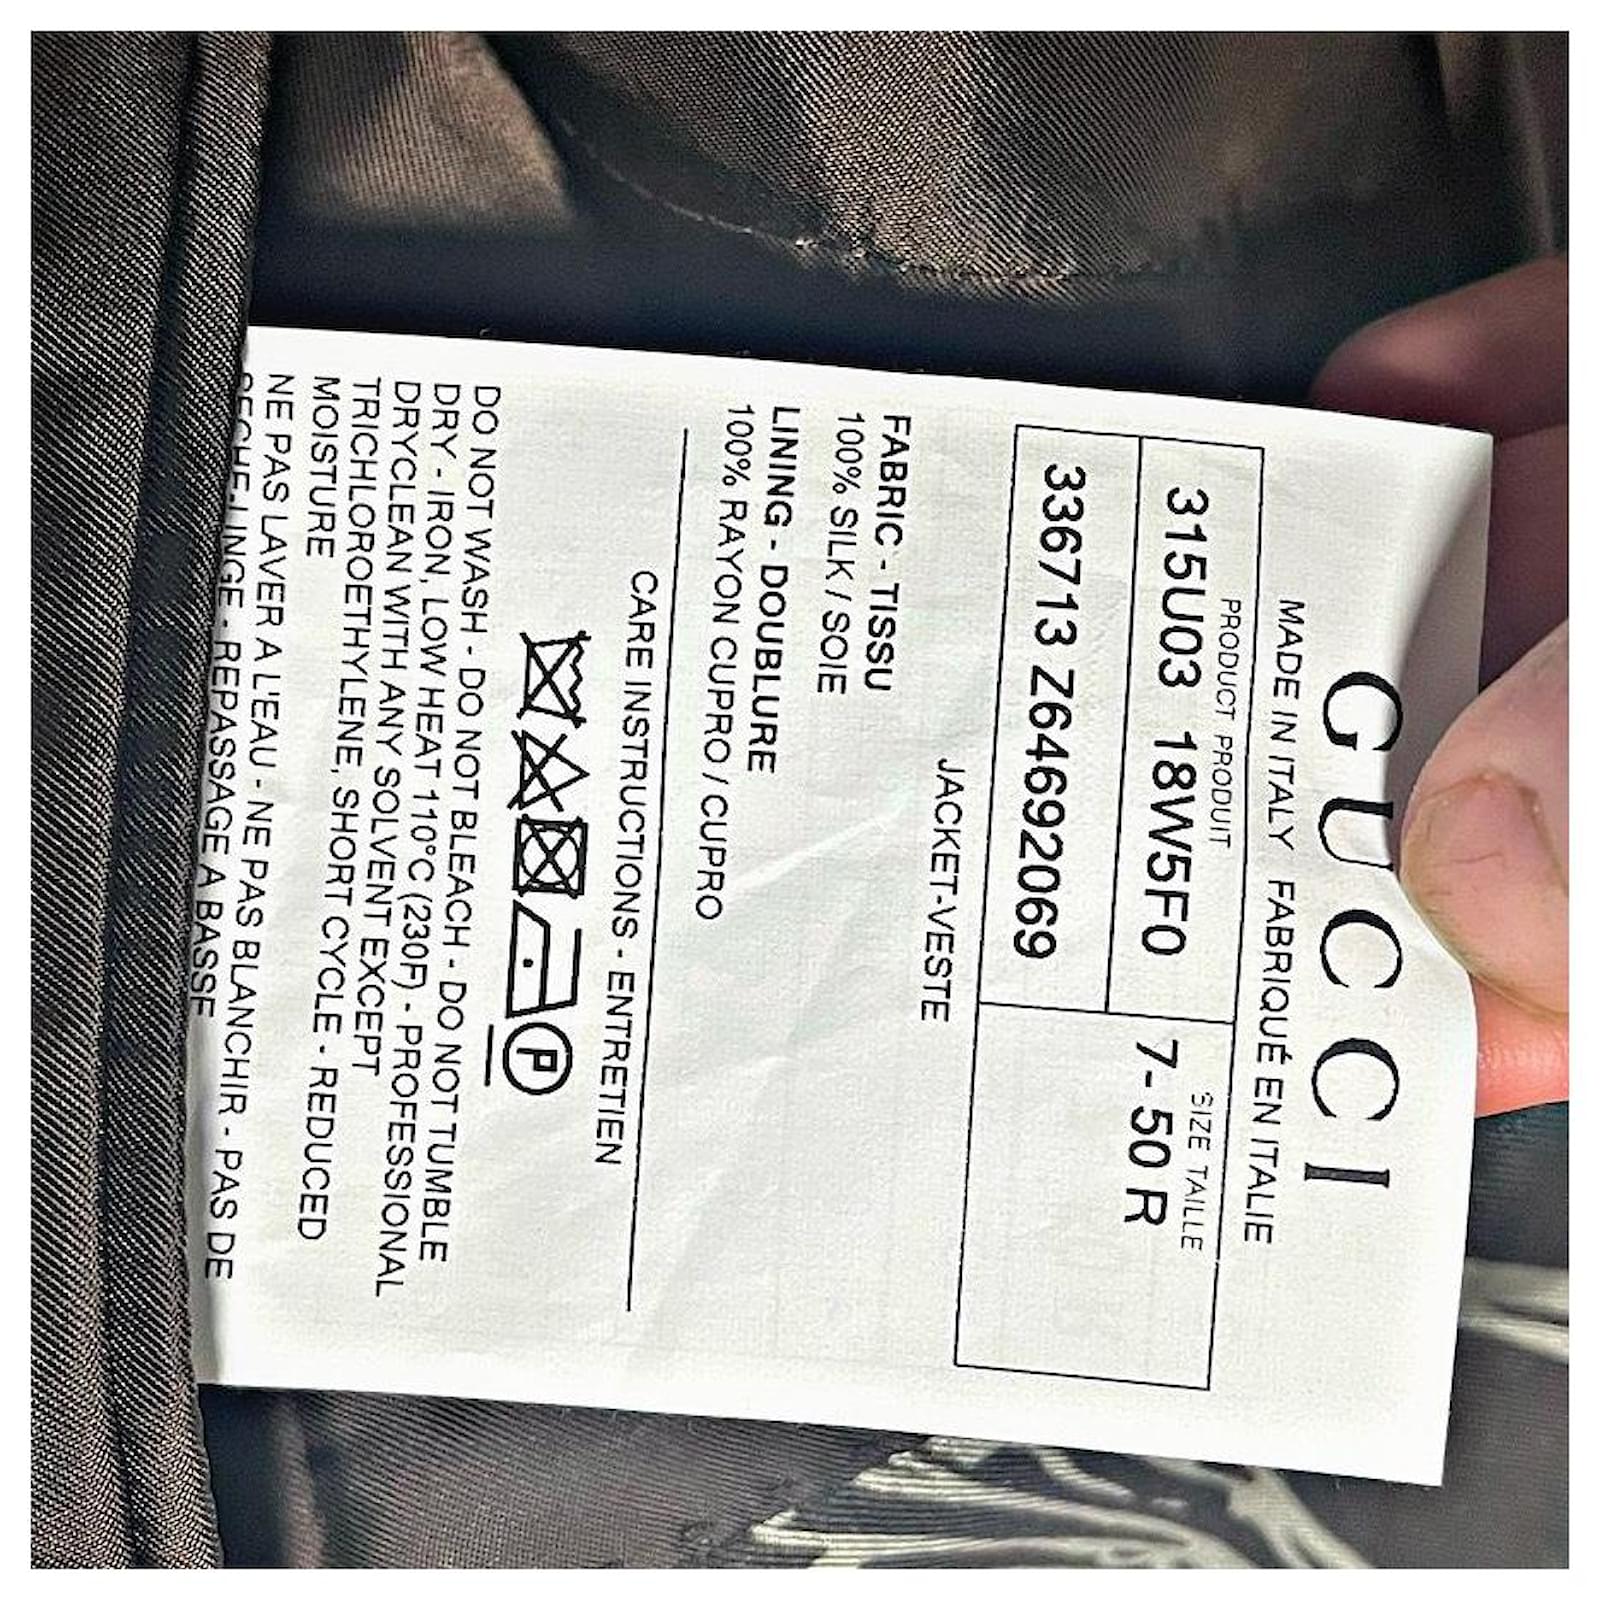 GUCCI
MADE IN ITALY FABRIQUÉ EN ITALIE
PRODUCT PRODUIT
SIZE TAILLE
315U03 18W5F0
7- 50 R
336713 Z64692069
JACKET-VESTE
FABRIC - TISSU
100% SILK / SOIE
LINING - DOUBLURE
100% RAYON CUPRO / CUPRO
CARE INSTRUCTIONS - ENTRETIEN
P
DO NOT WASH - DO NOT BLEACH - DO NOT TUMBLE
DRY - IRON, LOW HEAT 110°C (230F) - PROFESSIONAL
DRYCLEAN WITH ANY SOLVENT EXCEPT
TRICHLOROETHYLENE, SHORT CYCLE - REDUCED
MOISTURE
NE PAS LAVER A L'EAU - NE PAS BLANCHIR - PAS DE
SECHE-LINGE - REPASSAGE A BASSE